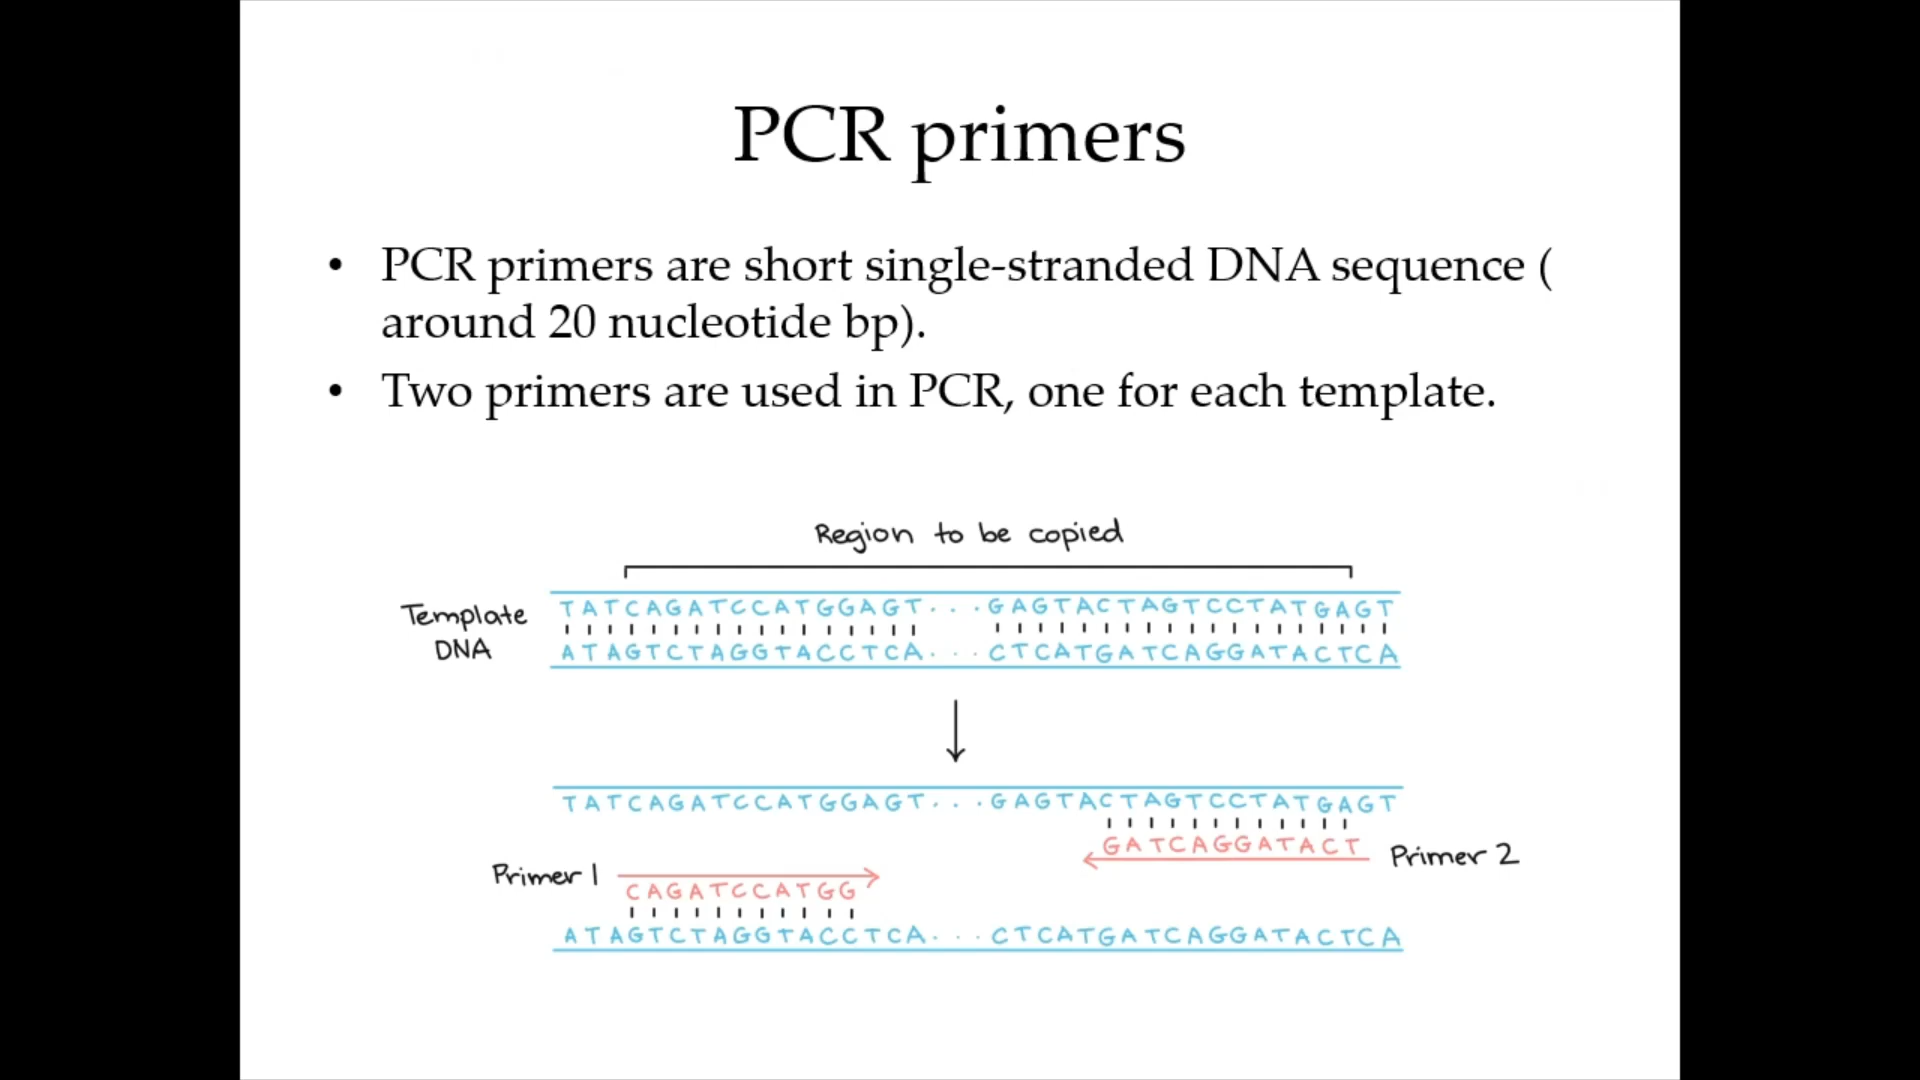 PCR primers
• PCR primers are short single-stranded DNA sequence (
around 20 nucleotide bp).
• Two primers are used in PCR, one for each template.
Region to be copied
Template
DNA
TATCAGATCCATGGAGT...GAGTACTAGTCCTATGAGT
ATAGTCTAGGTACCTCA...CTCATGATCAGGATACTCA
TATCAGATCCATGGAGT...GAGTACTAGTCCTATGAGT
GATCAGGATACT
Primer 2
Primer 1
CAGATCCATGG
ATAGTCTAGGTACCTCA...CTCATGATCAGGATACTCA